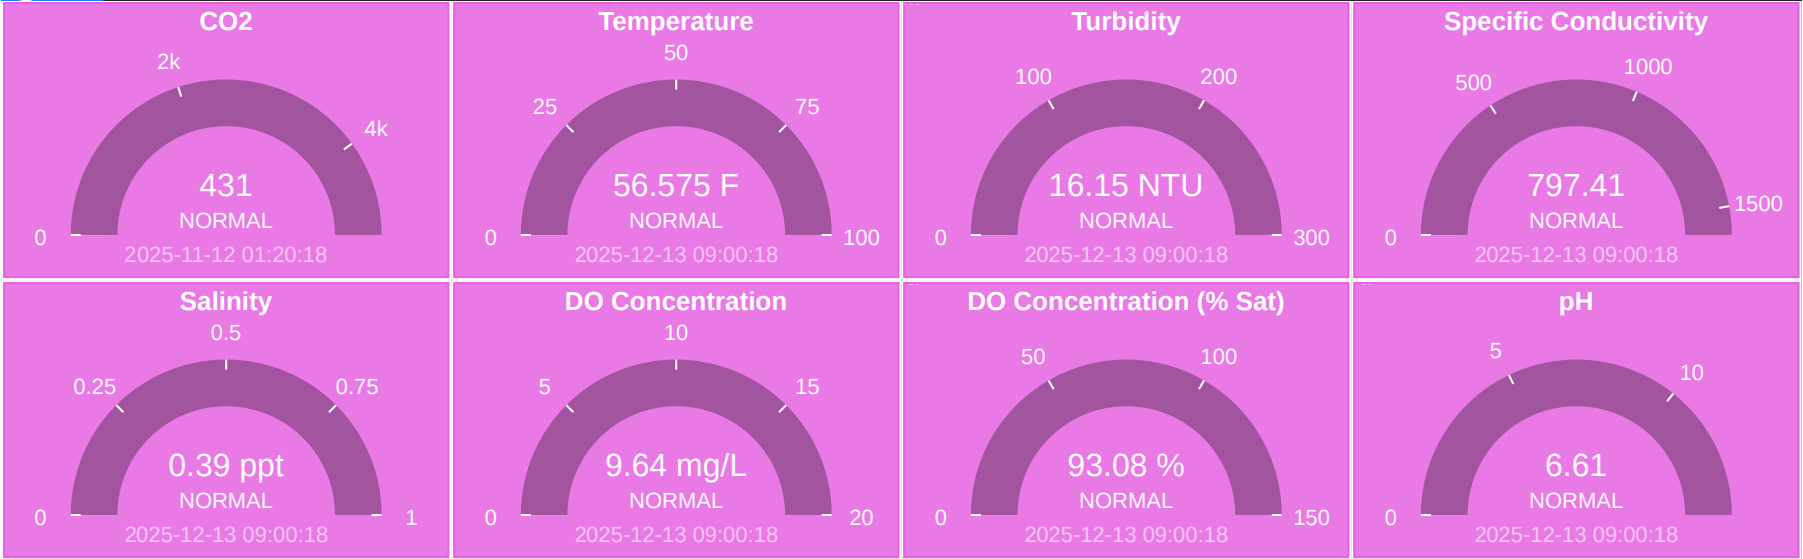 CO2
2k
4k
0
431
NORMAL
2025-11-12 01:20:18
Temperature
50
25
75
0
100
56.575 F
NORMAL
2025-12-13 09:00:18
Turbidity
100
200
0
300
16.15 NTU
NORMAL
2025-12-13 09:00:18
Specific Conductivity
1000
500
1500
0
797.41
NORMAL
2025-12-13 09:00:18
Salinity
0.5
0.25
0.75
0
1
0.39 ppt
NORMAL
2025-12-13 09:00:18
DO Concentration
10
5
15
0
20
9.64 mg/L
NORMAL
2025-12-13 09:00:18
DO Concentration (% Sat)
50
100
0
150
93.08 %
NORMAL
2025-12-13 09:00:18
pH
5
10
0
6.61
NORMAL
2025-12-13 09:00:18